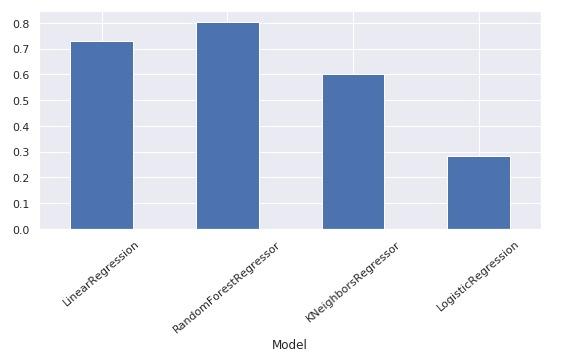 0.8
0.7
0.6
0.5
0.4
0.3
0.2
0.1
0.0
LinearRegression
RandomForestRegressor
KNeighborsRegressor
LogisticRegression
Model